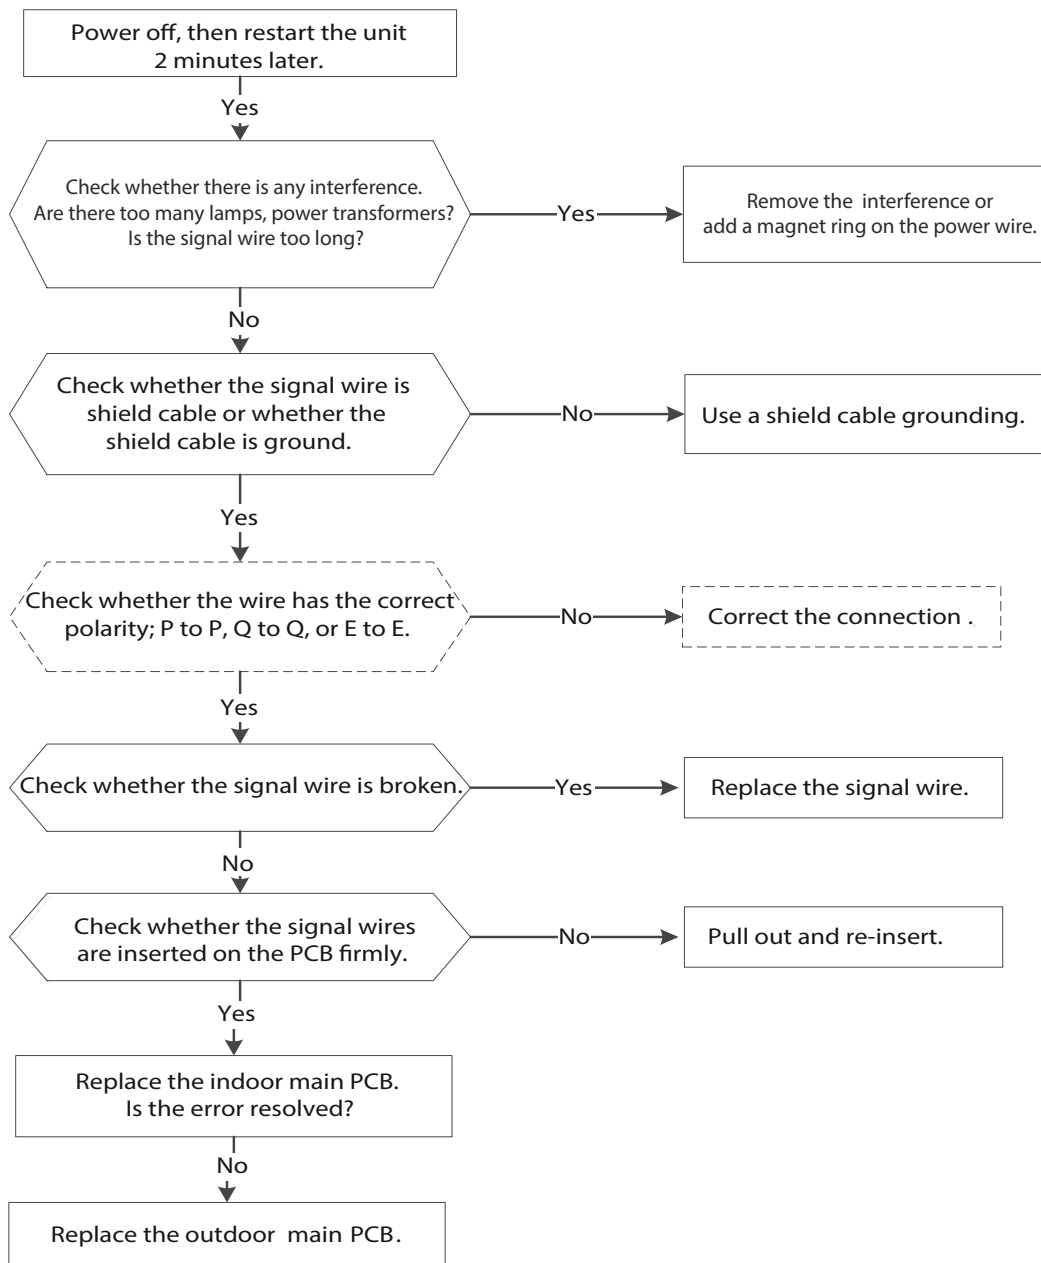 Power off, then restart the unit
2 minutes later.
Yes
Check whether there is any interference.
Are there too many lamps, power transformers?
Is the signal wire too long?
Yes
Remove the interference or
add a magnet ring on the power wire.
No
Check whether the signal wire is
shield cable or whether the
shield cable is ground.
No
Use a shield cable grounding.
Yes
Check whether the wire has the correct
polarity; P to P, Q to Q, or E to E.
No
Correct the connection .
Yes
Check whether the signal wire is broken.
Yes
Replace the signal wire.
No
Check whether the signal wires
are inserted on the PCB firmly.
No
Pull out and re-insert.
Yes
Replace the indoor main PCB.
Is the error resolved?
No
Replace the outdoor main PCB.